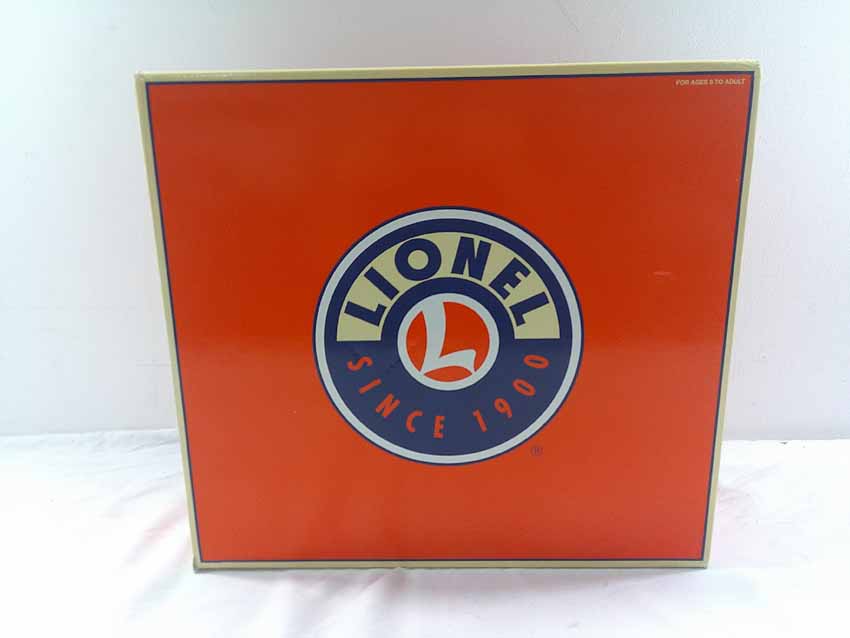 FOR AGES 8 TO ADULT
LIONEL
L
SINCE 1900
®